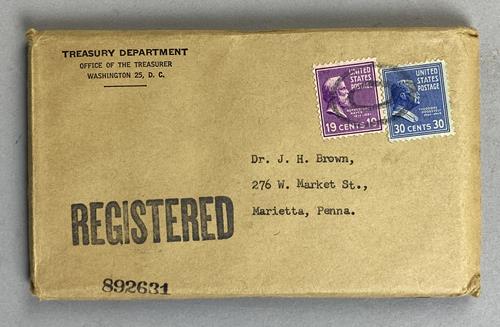 TREASURY DEPARTMENT
OFFICE OF THE TREASURER
WASHINGTON 25, D. C.
UNITED
STATES
POSTAGE
19 CENTS 19
UNITED
STATES
POSTAGE
30 CENTS 30
Dr. J. H. Brown,
276 W. Market St.,
Marietta, Penna.
REGISTERED
892631